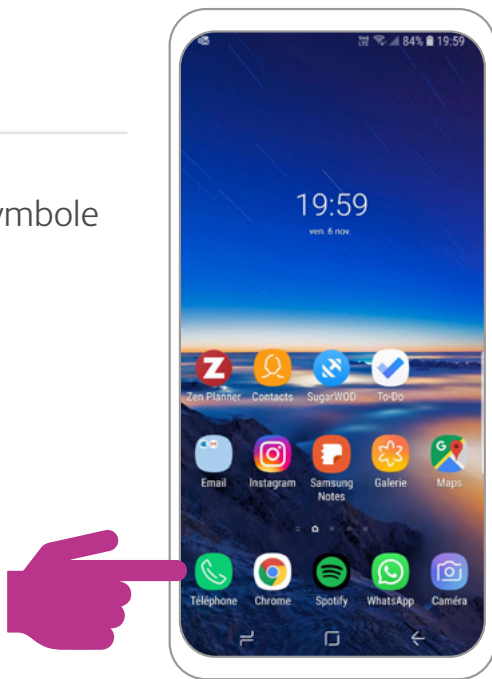 ymbole
84% 19:59
19:59
ven. 6 nov.
Zen Planner Contacts SugarWOD To-Do
Email Instagram Samsung Notes Galerie Maps
Téléphone Chrome Spotify WhatsApp Caméra